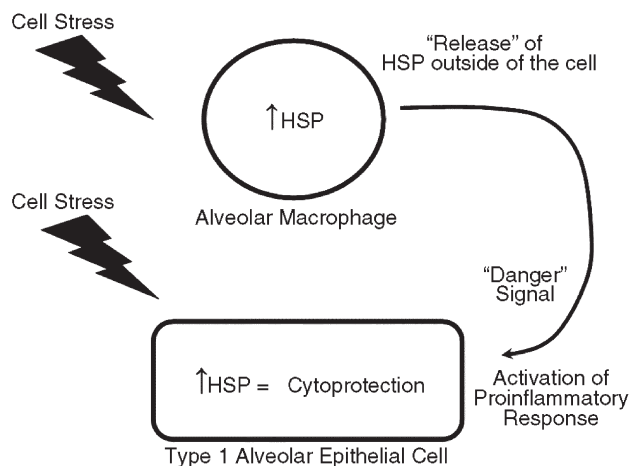 Cell Stress
“Release” of
HSP outside of the cell
↑HSP
Alveolar Macrophage
Cell Stress
“Danger”
Signal
↑HSP = Cytoprotection
Activation of
Proinflammatory
Response
Type 1 Alveolar Epithelial Cell